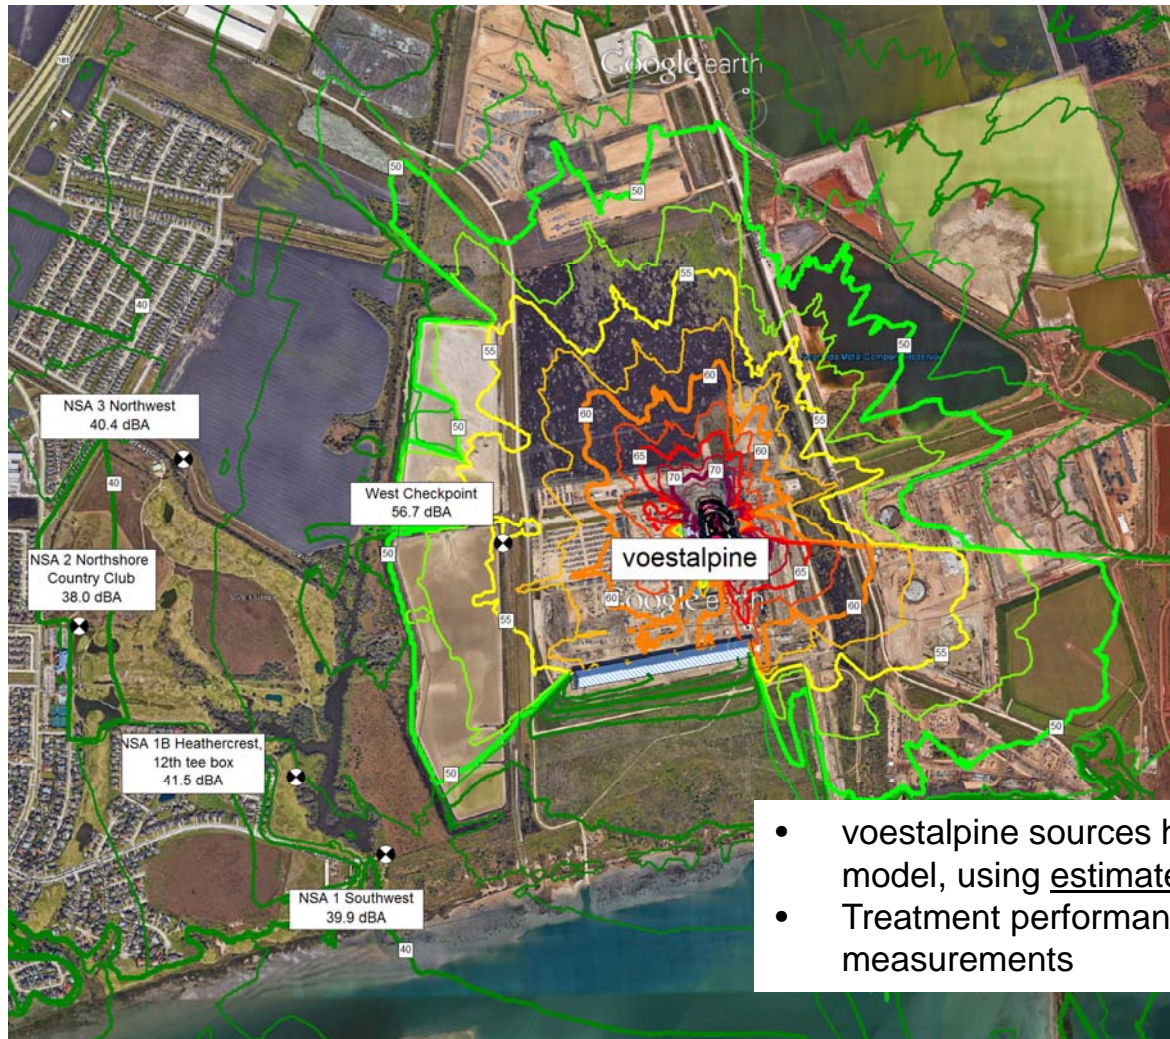 Google earth
181
50
50
55
40
55
50
60
NSA 3 Northwest
40.4 dBA
50
55
60
60
65
70
70
40
West Checkpoint
56.7 dBA
50
NSA 2 Northshore
Country Club
38.0 dBA
voestalpine
65
60
Google earth
60
55
55
50
NSA 1B Heathercrest,
12th tee box
41.5 dBA
50
NSA 1 Southwest
39.9 dBA
40
• voestalpine sources
model, using estimate
• Treatment performan
measurements